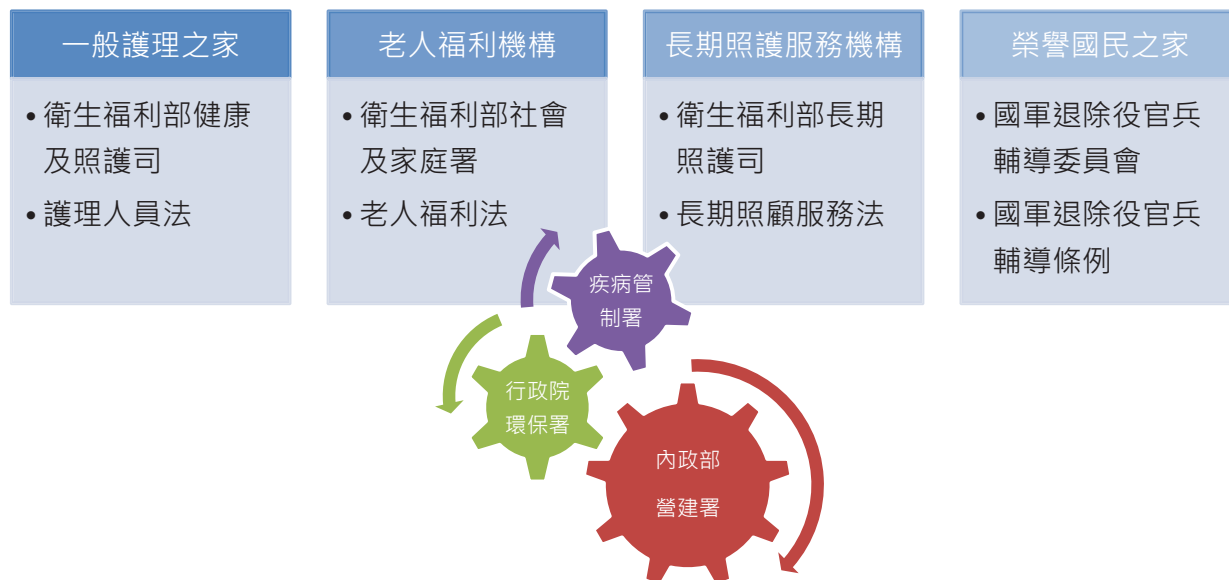 一般護理之家
• 衛生福利部健康
及照護司
• 護理人員法
老人福利機構
• 衛生福利部社會
及家庭署
• 老人福利法
長期照護服務機構
• 衛生福利部長期
照護司
• 長期照顧服務法
榮譽國民之家
• 國軍退除役官兵
輔導委員會
• 國軍退除役官兵
輔導條例
疾病管
制署
行政院
環保署
內政部
營建署